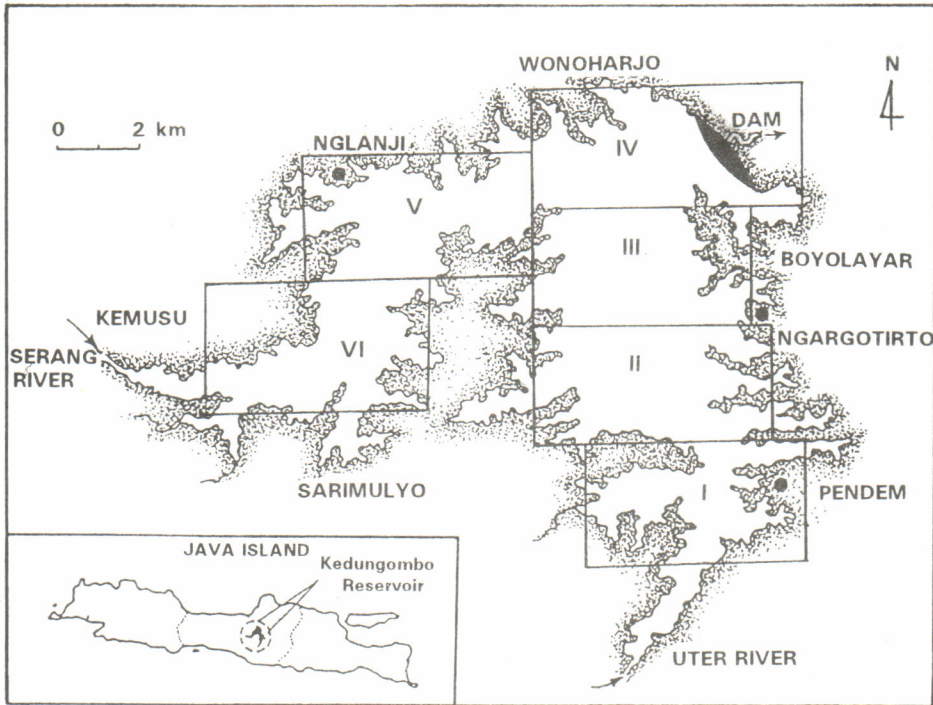 WONOHARJO
N
0 2 km
DAM
NGLANJI
IV
V
III
BOYOLAYAR
KEMUSU
NGARGOTIRTO
SERANG
RIVER
VI
II
SARIMULYO
I
PENDEM
JAVA ISLAND
Kedungombo
Reservoir
UTER RIVER